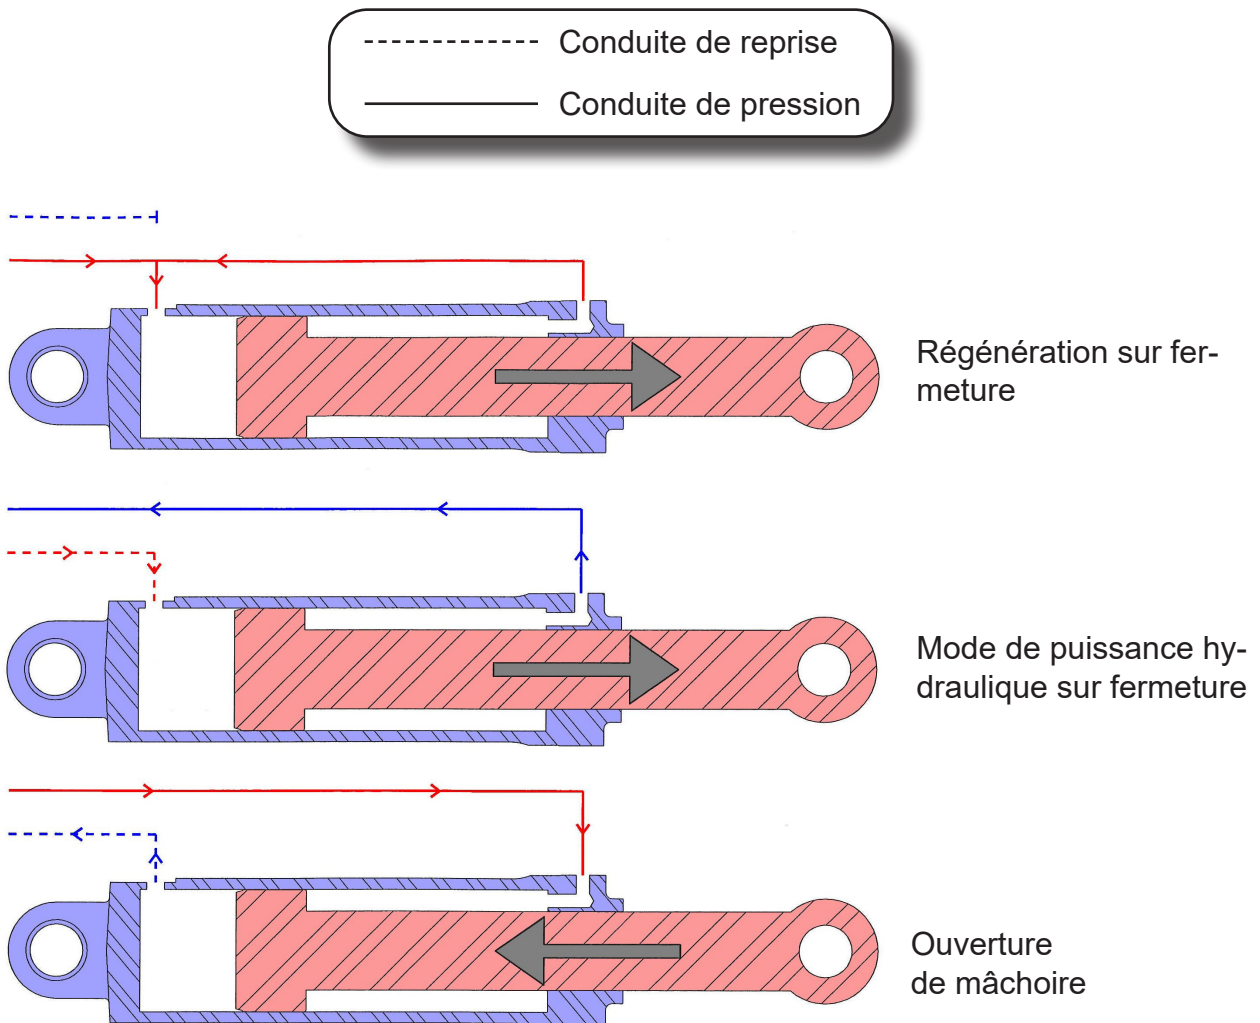 Conduite de reprise
Conduite de pression
Régénération sur fer-
meture
Mode de puissance hy-
draulique sur fermeture
Ouverture
de mâchoire